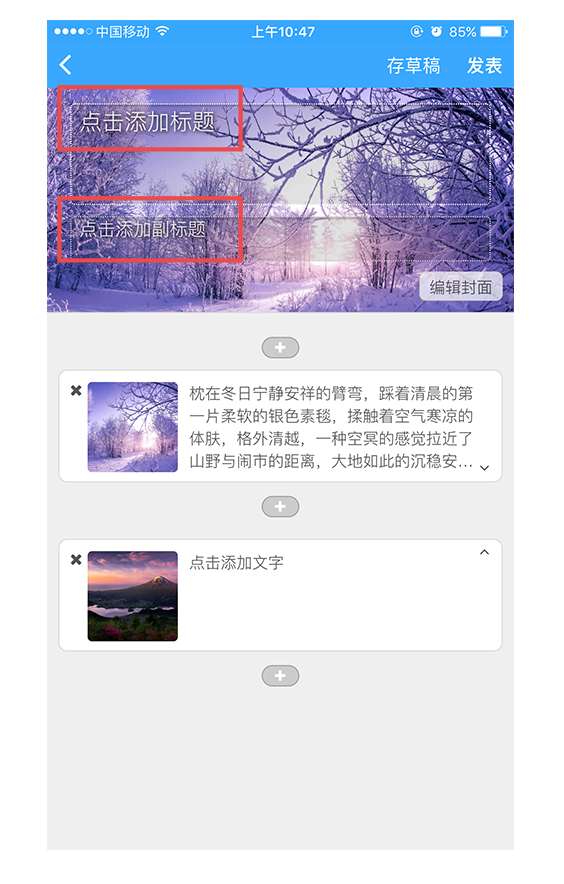 中国移动 上午10:47 85%
存草稿 发表
点击添加标题
点击添加副标题
编辑封面
枕在冬日宁静安祥的臂弯，踩着清晨的第
一片柔软的银色素毯，揉触着空气寒凉的
体肤，格外清越，一种空冥的感觉拉近了
山野与闹市的距离，大地如此的沉稳安...
点击添加文字